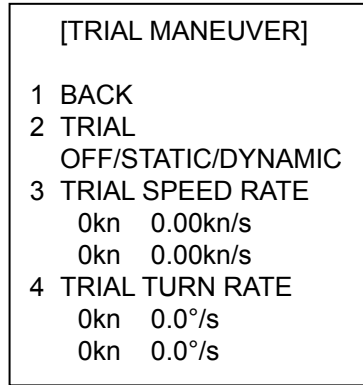 [TRIAL MANEUVER]
1 BACK
2 TRIAL
OFF/STATIC/DYNAMIC
3 TRIAL SPEED RATE
0kn 0.00kn/s
0kn 0.00kn/s
4 TRIAL TURN RATE
0kn 0.0°/s
0kn 0.0°/s